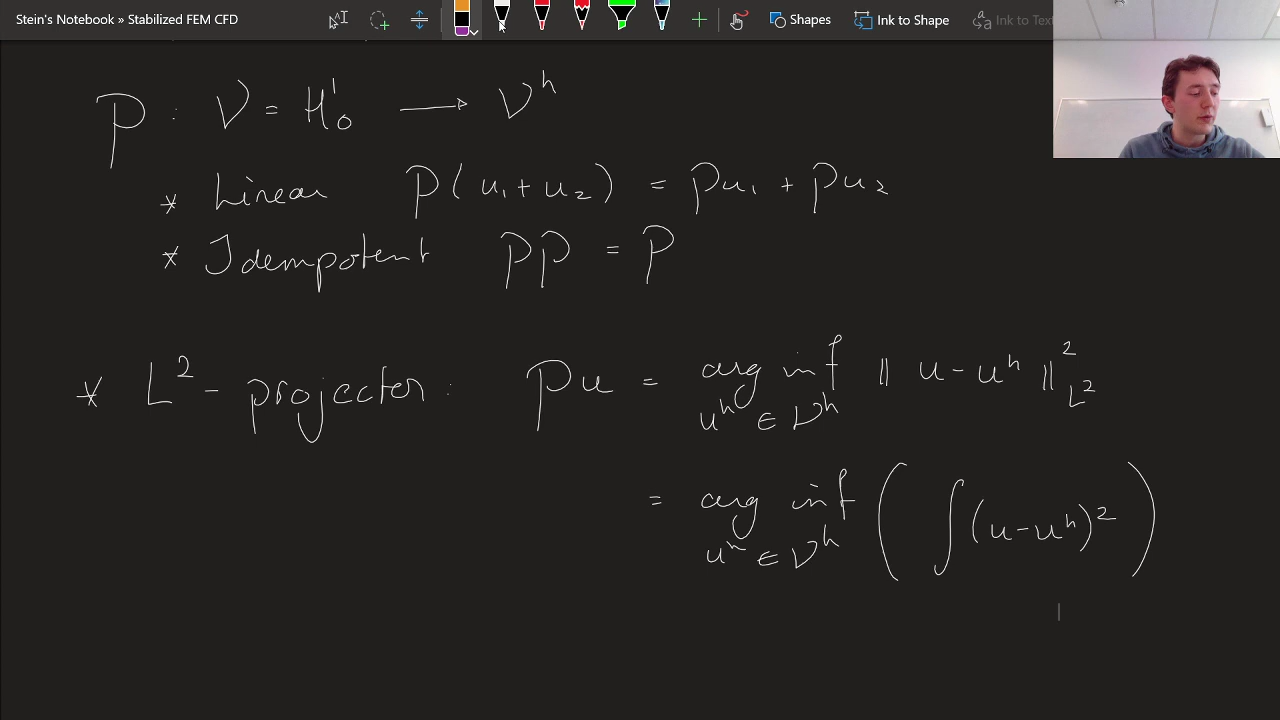 Stein's Notebook » Stabilized FEM CFD
Shapes
Ink to Shape
Ink to Text
P : V = H₀¹ → Vʰ
* Linear P(u₁ + u₂) = Pu₁ + Pu₂
* Idempotent PP = P
* L² - projector : Pu = arg inf ‖ u - uʰ ‖²_L²
uʰ ∈ Vʰ
= arg inf ( ∫(u - uʰ)² )
uʰ ∈ Vʰ